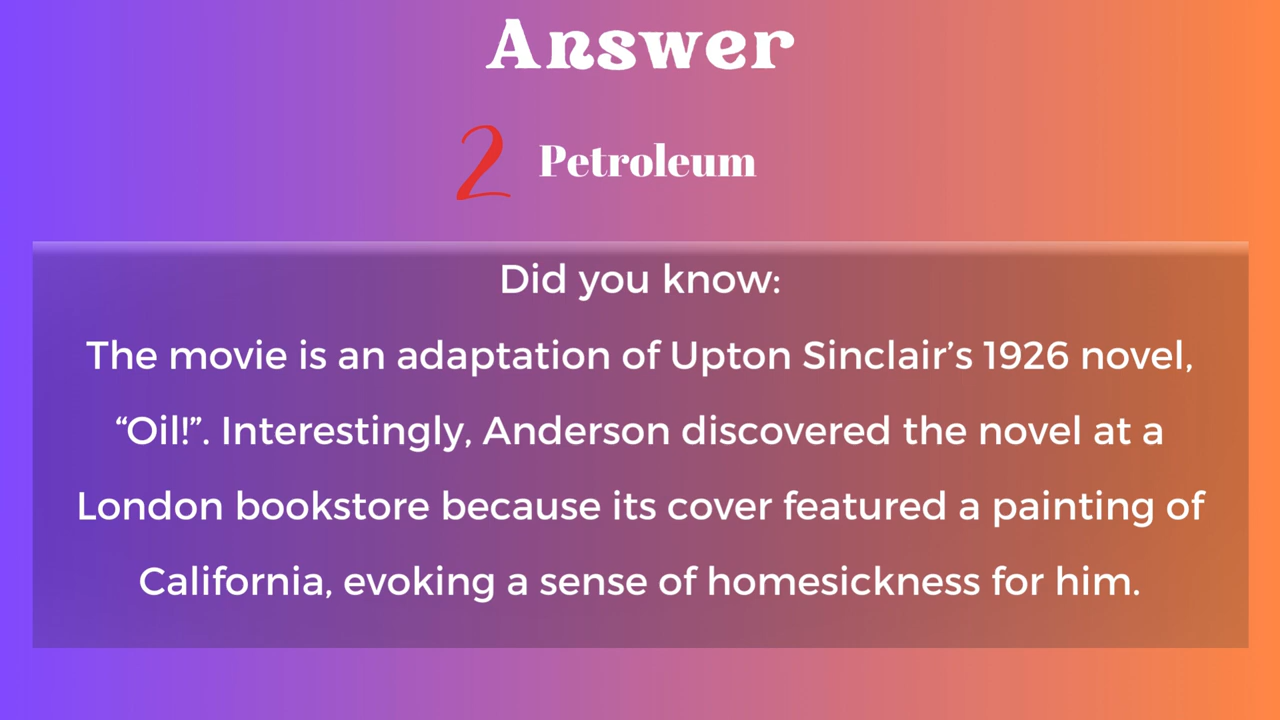 Answer
2 Petroleum
Did you know:
The movie is an adaptation of Upton Sinclair’s 1926 novel,
“Oil!”. Interestingly, Anderson discovered the novel at a
London bookstore because its cover featured a painting of
California, evoking a sense of homesickness for him.